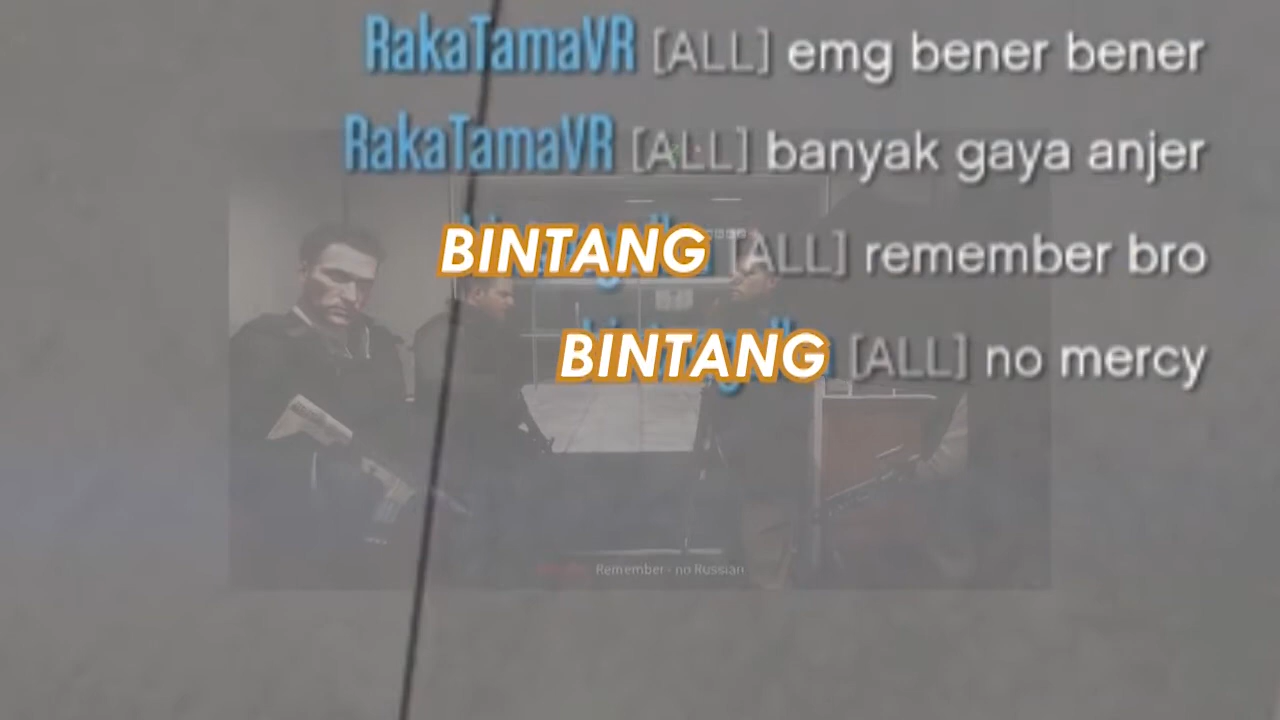 RakaTamaVR [ALL] emg bener bener
RakaTamaVR [ALL] banyak gaya anjer
BINTANG [ALL] remember bro
BINTANG [ALL] no mercy
Remember - no Russian